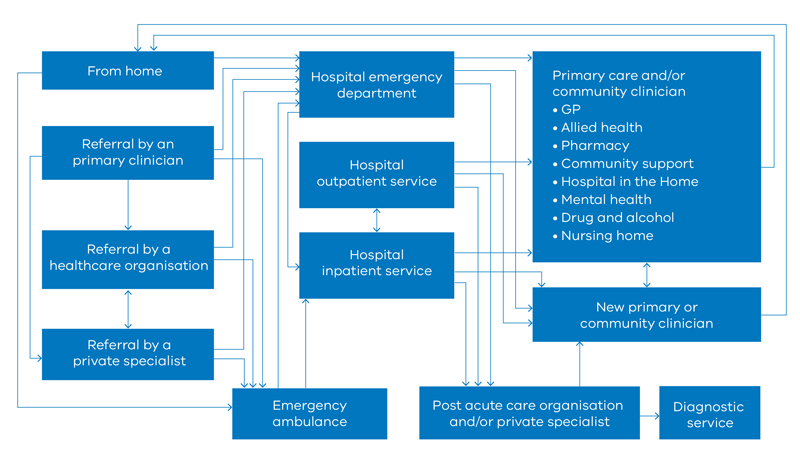 From home
Referral by an
primary clinician
Referral by a
healthcare organisation
Referral by a
private specialist
Emergency
ambulance
Hospital emergency
department
Hospital
outpatient service
Hospital
inpatient service
Primary care and/or
community clinician
• GP
• Allied health
• Pharmacy
• Community support
• Hospital in the Home
• Mental health
• Drug and alcohol
• Nursing home
New primary or
community clinician
Post acute care organisation
and/or private specialist
Diagnostic
service